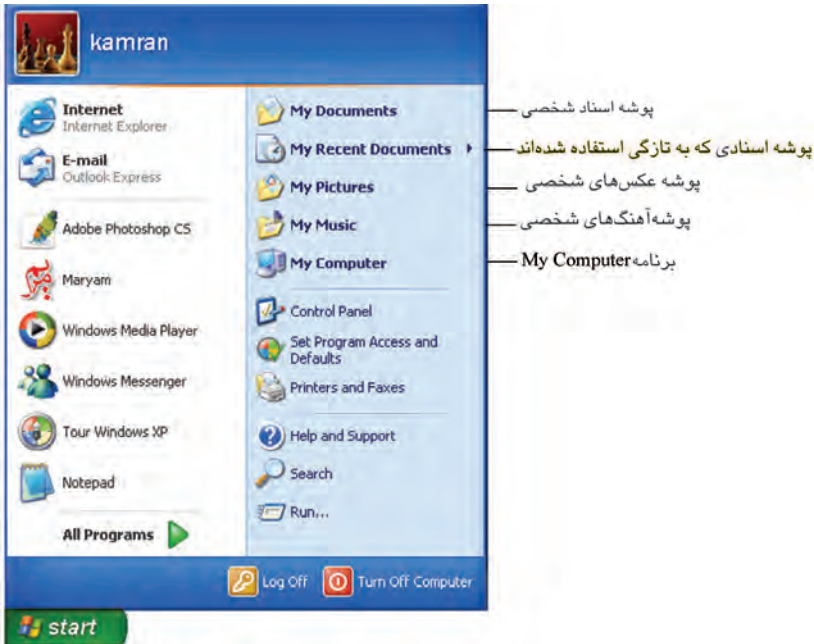 kamran
Internet
Internet Explorer
E-mail
Outlook Express
Adobe Photoshop CS
Maryam
Windows Media Player
Windows Messenger
Tour Windows XP
Notepad
All Programs
My Documents
My Recent Documents
My Pictures
My Music
My Computer
Control Panel
Set Program Access and
Defaults
Printers and Faxes
Help and Support
Search
Run...
Log Off
Turn Off Computer
start
پوشه اسناد شخصی
پوشه اسنادی که به تازگی استفاده شده‌اند
پوشه عکس‌های شخصی
پوشه آهنگ‌های شخصی
برنامه My Computer